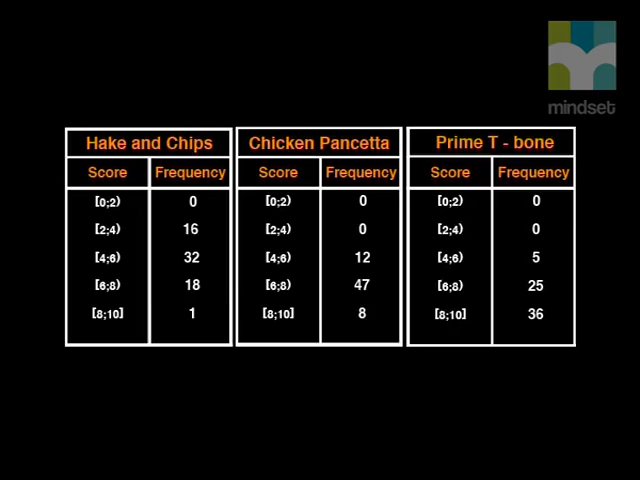 mindset
Hake and Chips
Score Frequency
[0;2) 0
[2;4) 16
[4;6) 32
[6;8) 18
[8;10] 1
Chicken Pancetta
Score Frequency
[0;2) 0
[2;4) 0
[4;6) 12
[6;8) 47
[8;10] 8
Prime T - bone
Score Frequency
[0;2) 0
[2;4) 0
[4;6) 5
[6;8) 25
[8;10] 36